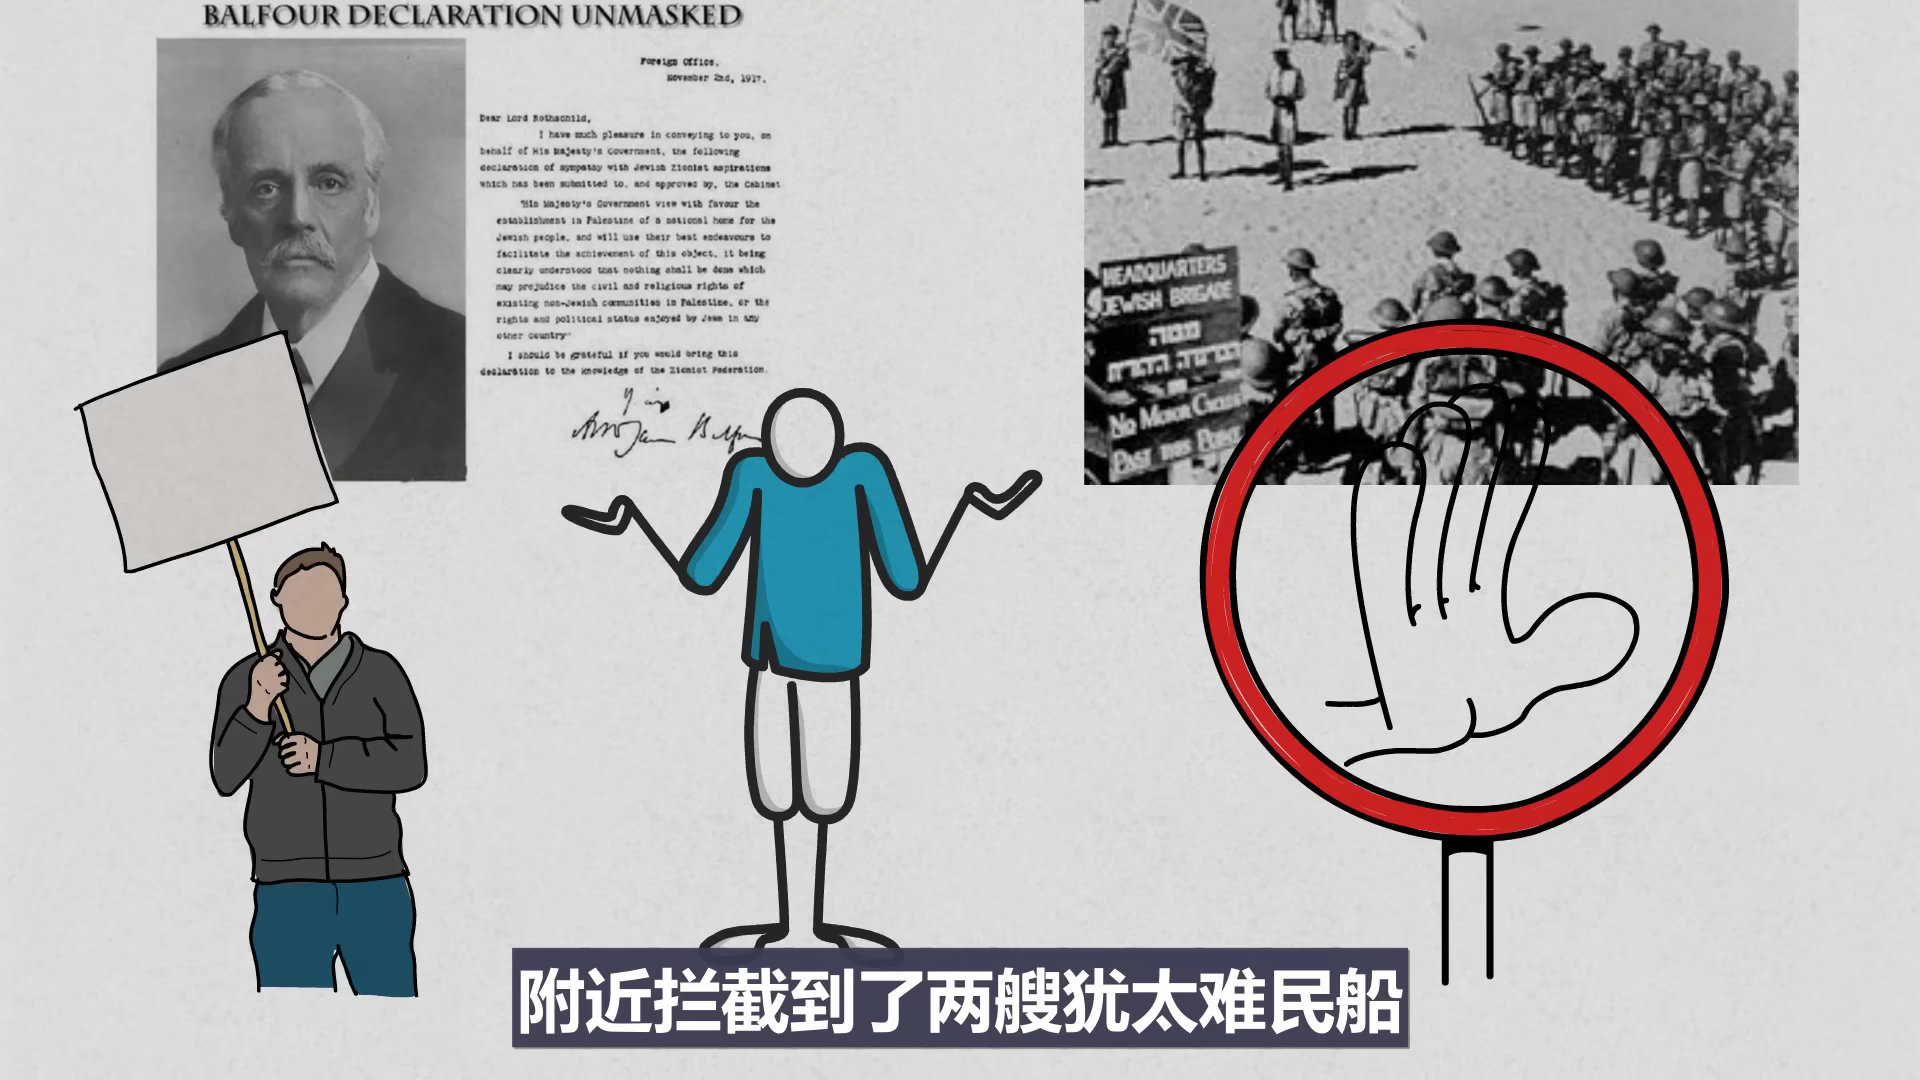 BALFOUR DECLARATION UNMASKED
Foreign Office,
November 2nd, 1917.
Dear Lord Rothschild,
I have much pleasure in conveying to you, on
behalf of His Majesty's Government, the following
declaration of sympathy with Jewish Zionist aspirations
which has been submitted to, and approved by, the Cabinet
"His Majesty's Government view with favour the
establishment in Palestine of a national home for the
Jewish people, and will use their best endeavours to
facilitate the achievement of this object, it being
clearly understood that nothing shall be done which
may prejudice the civil and religious rights of
existing non-Jewish communities in Palestine, or the
rights and political status enjoyed by Jews in any
other country"
I should be grateful if you would bring this
declaration to the knowledge of the Zionist Federation.
HEADQUARTERS
JEWISH BRIGADE
NO MOTOR CYCLES
PAST THIS POINT
附近拦截到了两艘犹太难民船